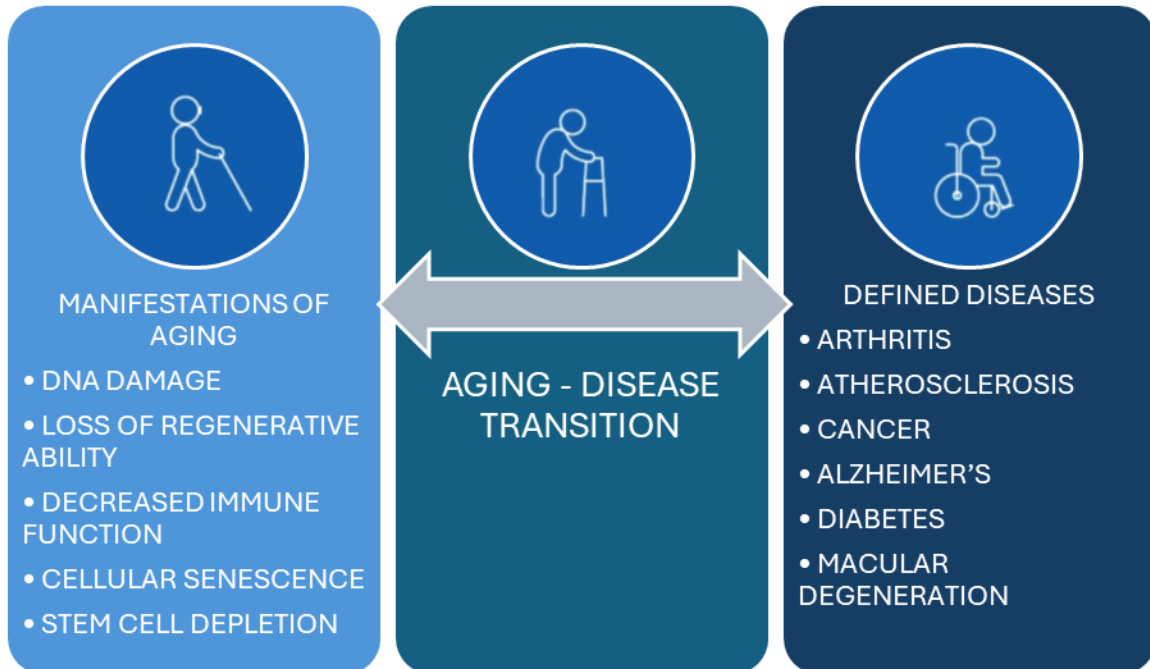 MANIFESTATIONS OF
AGING
• DNA DAMAGE
• LOSS OF REGENERATIVE
ABILITY
• DECREASED IMMUNE
FUNCTION
• CELLULAR SENESCENCE
• STEM CELL DEPLETION
AGING - DISEASE
TRANSITION
DEFINED DISEASES
• ARTHRITIS
• ATHEROSCLEROSIS
• CANCER
• ALZHEIMER’S
• DIABETES
• MACULAR
DEGENERATION